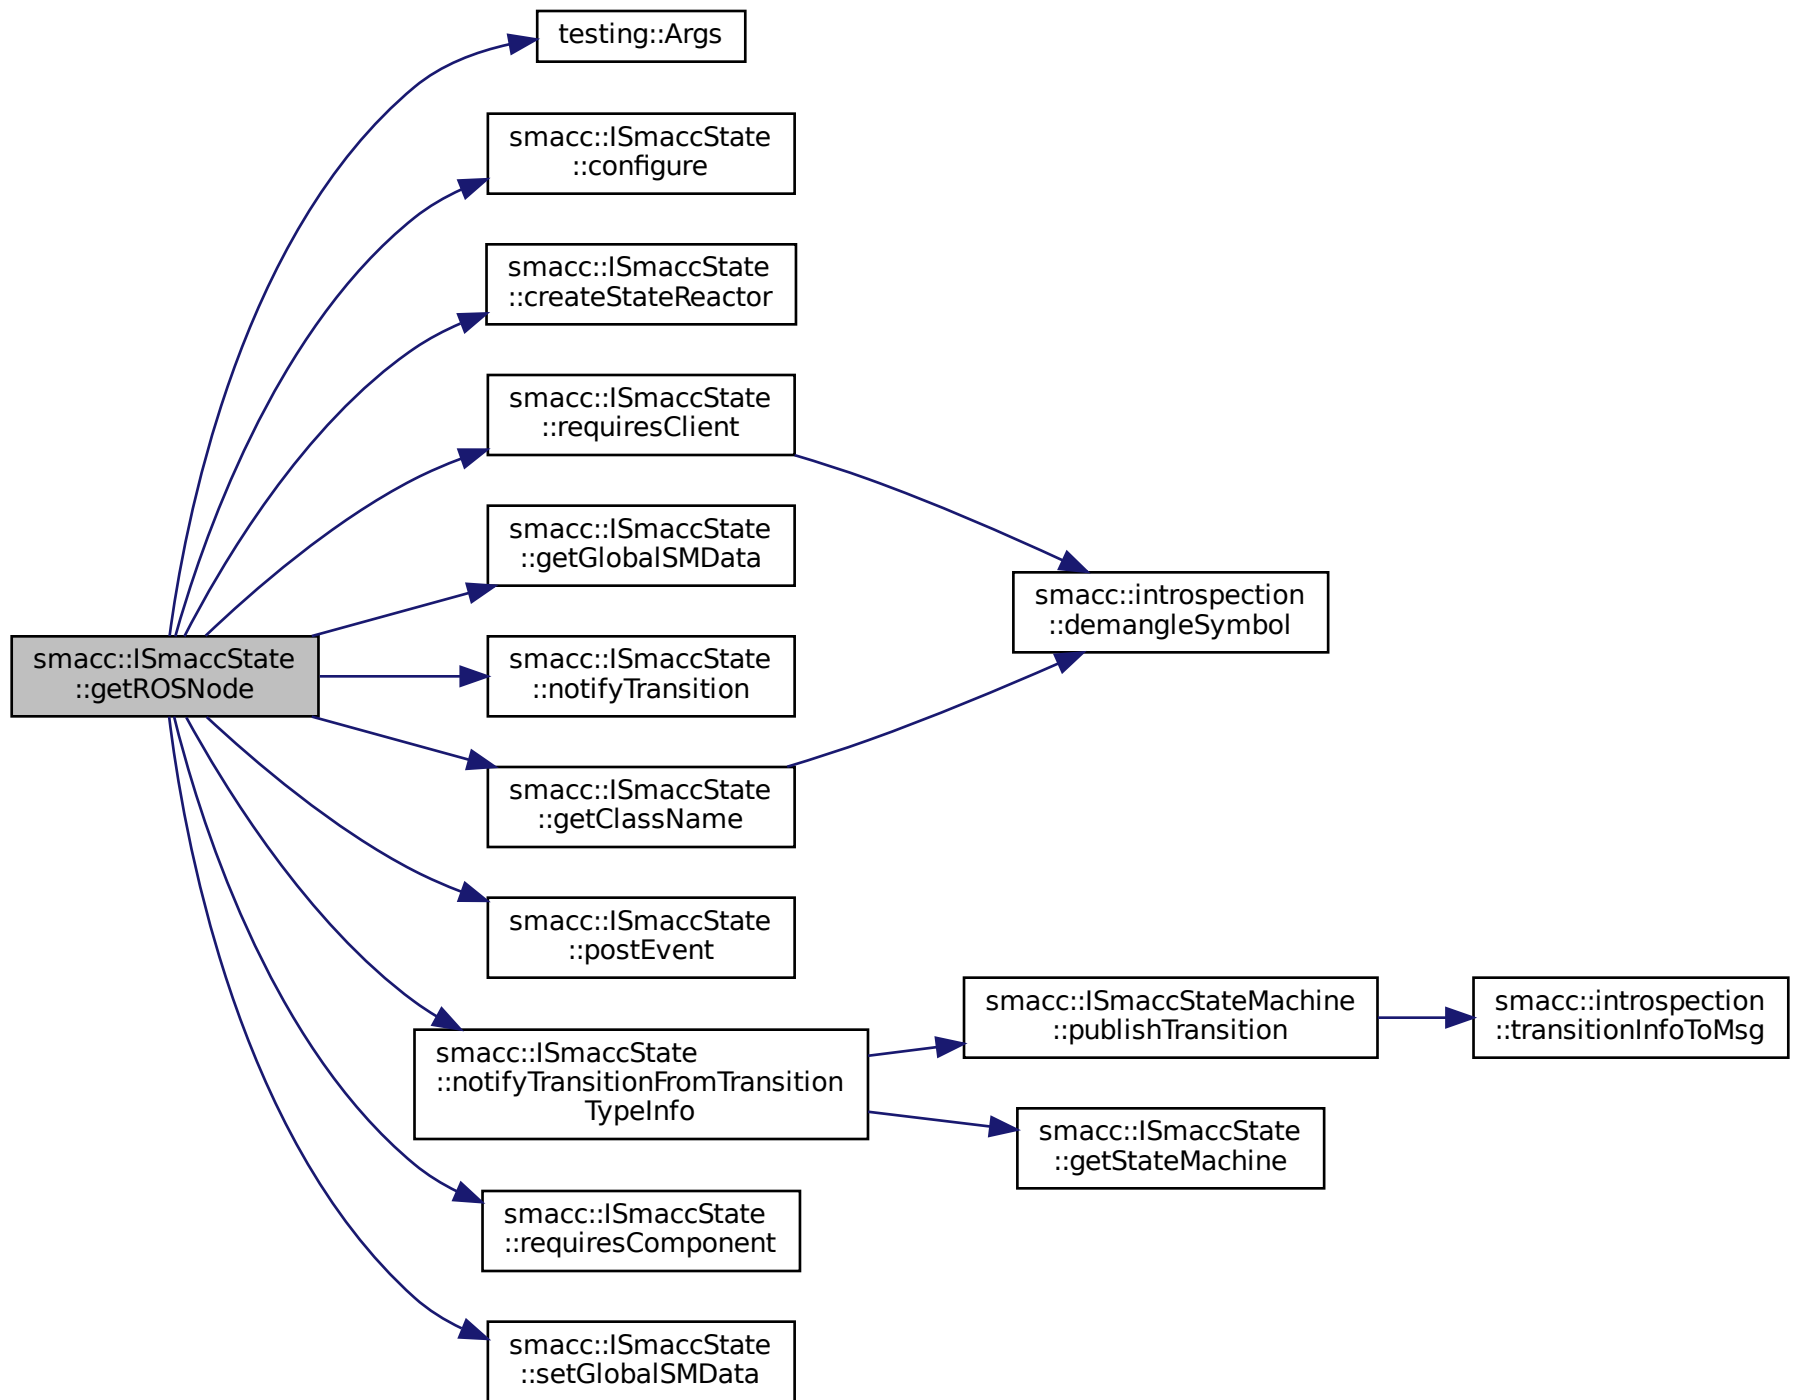 testing::Args
smacc::ISmaccState
::configure
smacc::ISmaccState
::createStateReactor
smacc::ISmaccState
::requiresClient
smacc::ISmaccState
::getGlobalSMData
smacc::introspection
::demangleSymbol
smacc::ISmaccState
::getROSNode
smacc::ISmaccState
::notifyTransition
smacc::ISmaccState
::getClassName
smacc::ISmaccState
::postEvent
smacc::ISmaccState
::notifyTransitionFromTransition
TypeInfo
smacc::ISmaccStateMachine
::publishTransition
smacc::introspection
::transitionInfoToMsg
smacc::ISmaccState
::getStateMachine
smacc::ISmaccState
::requiresComponent
smacc::ISmaccState
::setGlobalSMData